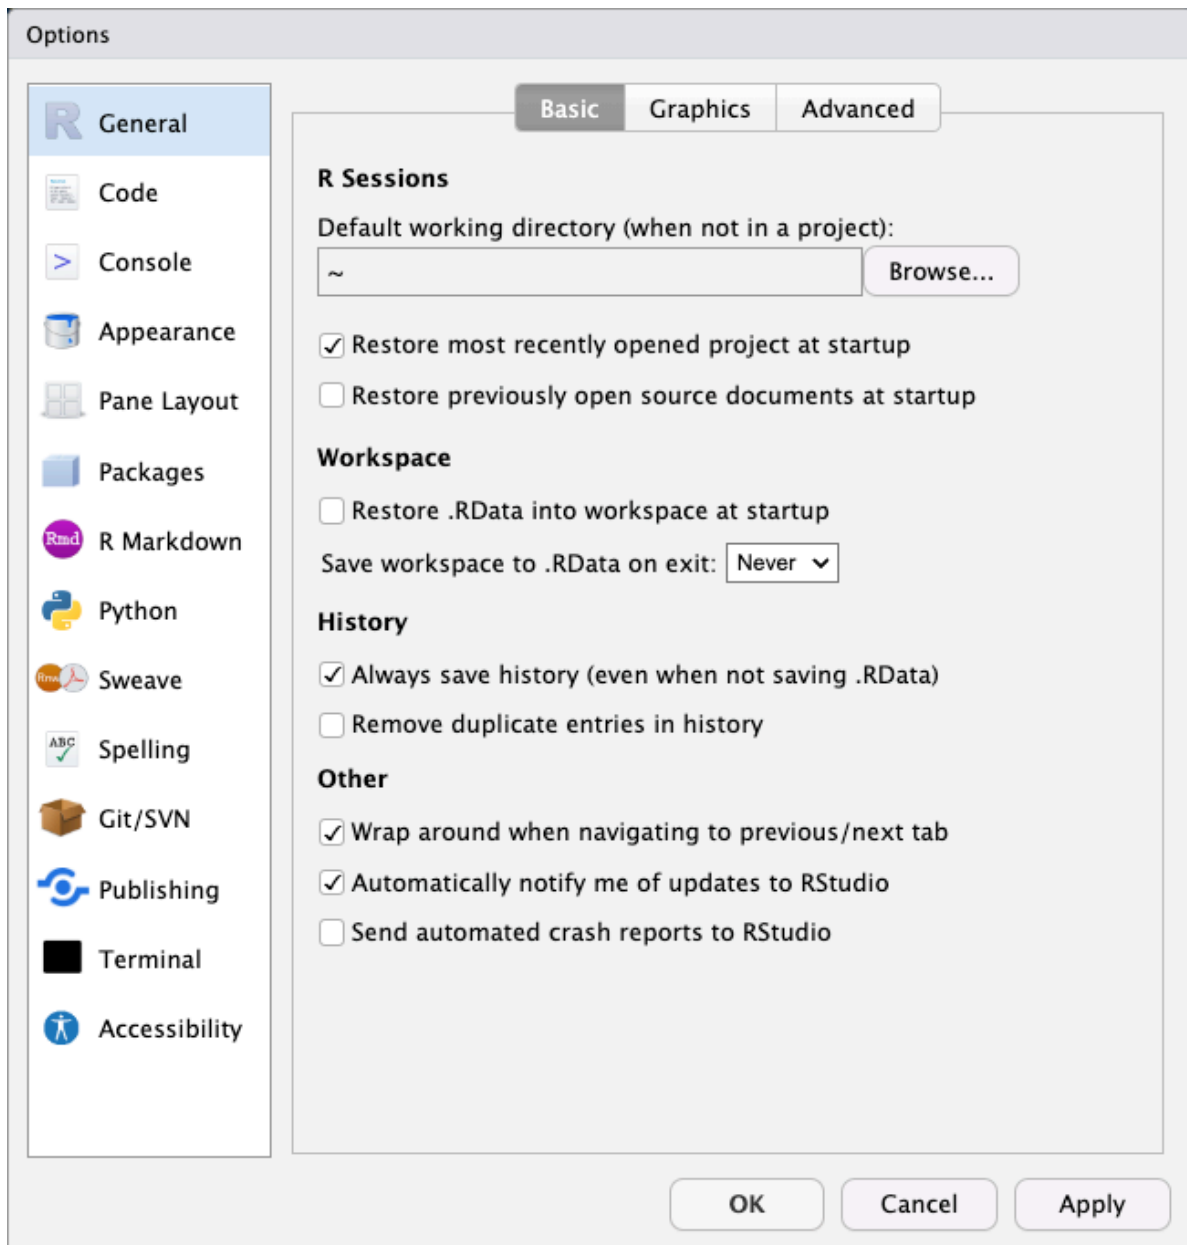 Options
General
Code
Console
Appearance
Pane Layout
Packages
Rmd R Markdown
Python
Rnw Sweave
ABC Spelling
Git/SVN
Publishing
Terminal
Accessibility
Basic Graphics Advanced
R Sessions
Default working directory (when not in a project):
~ Browse...
Restore most recently opened project at startup
Restore previously open source documents at startup
Workspace
Restore .RData into workspace at startup
Save workspace to .RData on exit: Never
History
Always save history (even when not saving .RData)
Remove duplicate entries in history
Other
Wrap around when navigating to previous/next tab
Automatically notify me of updates to RStudio
Send automated crash reports to RStudio
OK Cancel Apply